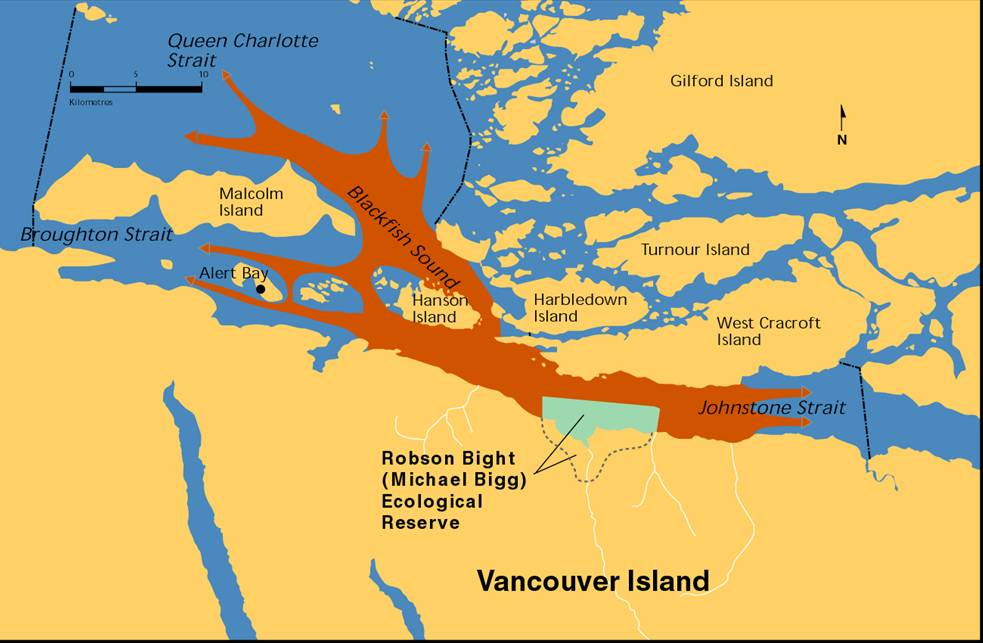 Queen Charlotte
Strait
0 5 10
Kilometres
Gilford Island
N
Malcolm
Island
Blackfish Sound
Broughton Strait
Turnour Island
Alert Bay
Hanson
Island
Harbledown
Island
West Cracroft
Island
Johnstone Strait
Robson Bight
(Michael Bigg)
Ecological
Reserve
Vancouver Island